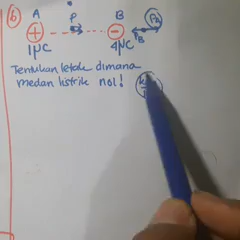 b
A P B
+ -
1μC 4μC
Tentukan letak dimana
medan listrik nol!